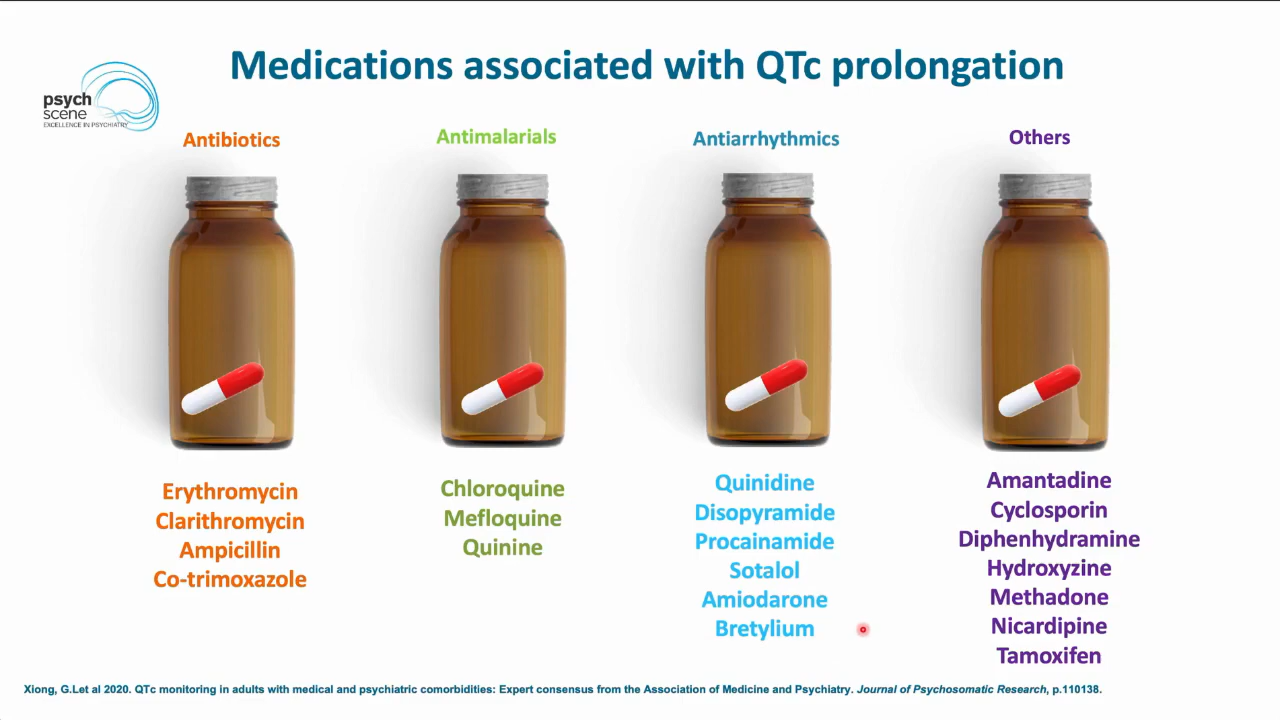 Medications associated with QTc prolongation
psych
scene
EXCELLENCE IN PSYCHIATRY
Antibiotics
Erythromycin
Clarithromycin
Ampicillin
Co-trimoxazole
Antimalarials
Chloroquine
Mefloquine
Quinine
Antiarrhythmics
Quinidine
Disopyramide
Procainamide
Sotalol
Amiodarone
Bretylium
Others
Amantadine
Cyclosporin
Diphenhydramine
Hydroxyzine
Methadone
Nicardipine
Tamoxifen
Xiong, G.Let al 2020. QTc monitoring in adults with medical and psychiatric comorbidities: Expert consensus from the Association of Medicine and Psychiatry. Journal of Psychosomatic Research, p.110138.